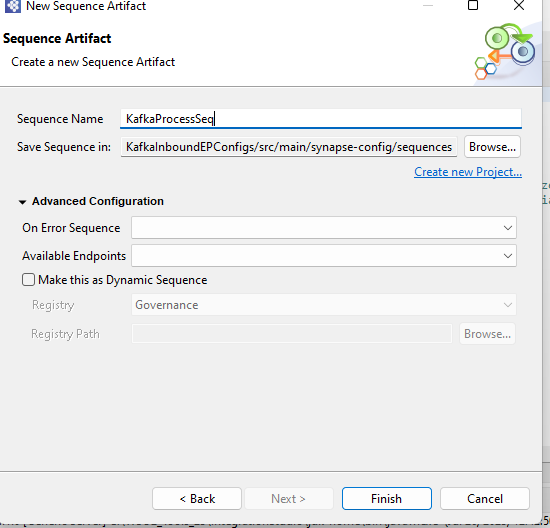 New Sequence Artifact
Sequence Artifact
Create a new Sequence Artifact
Sequence Name KafkaProcessSeq
Save Sequence in: KafkaInboundEPConfigs/src/main/synapse-config/sequences Browse...
Create new Project...
Advanced Configuration
On Error Sequence
Available Endpoints
Make this as Dynamic Sequence
Registry Governance
Registry Path Browse...
< Back Next > Finish Cancel